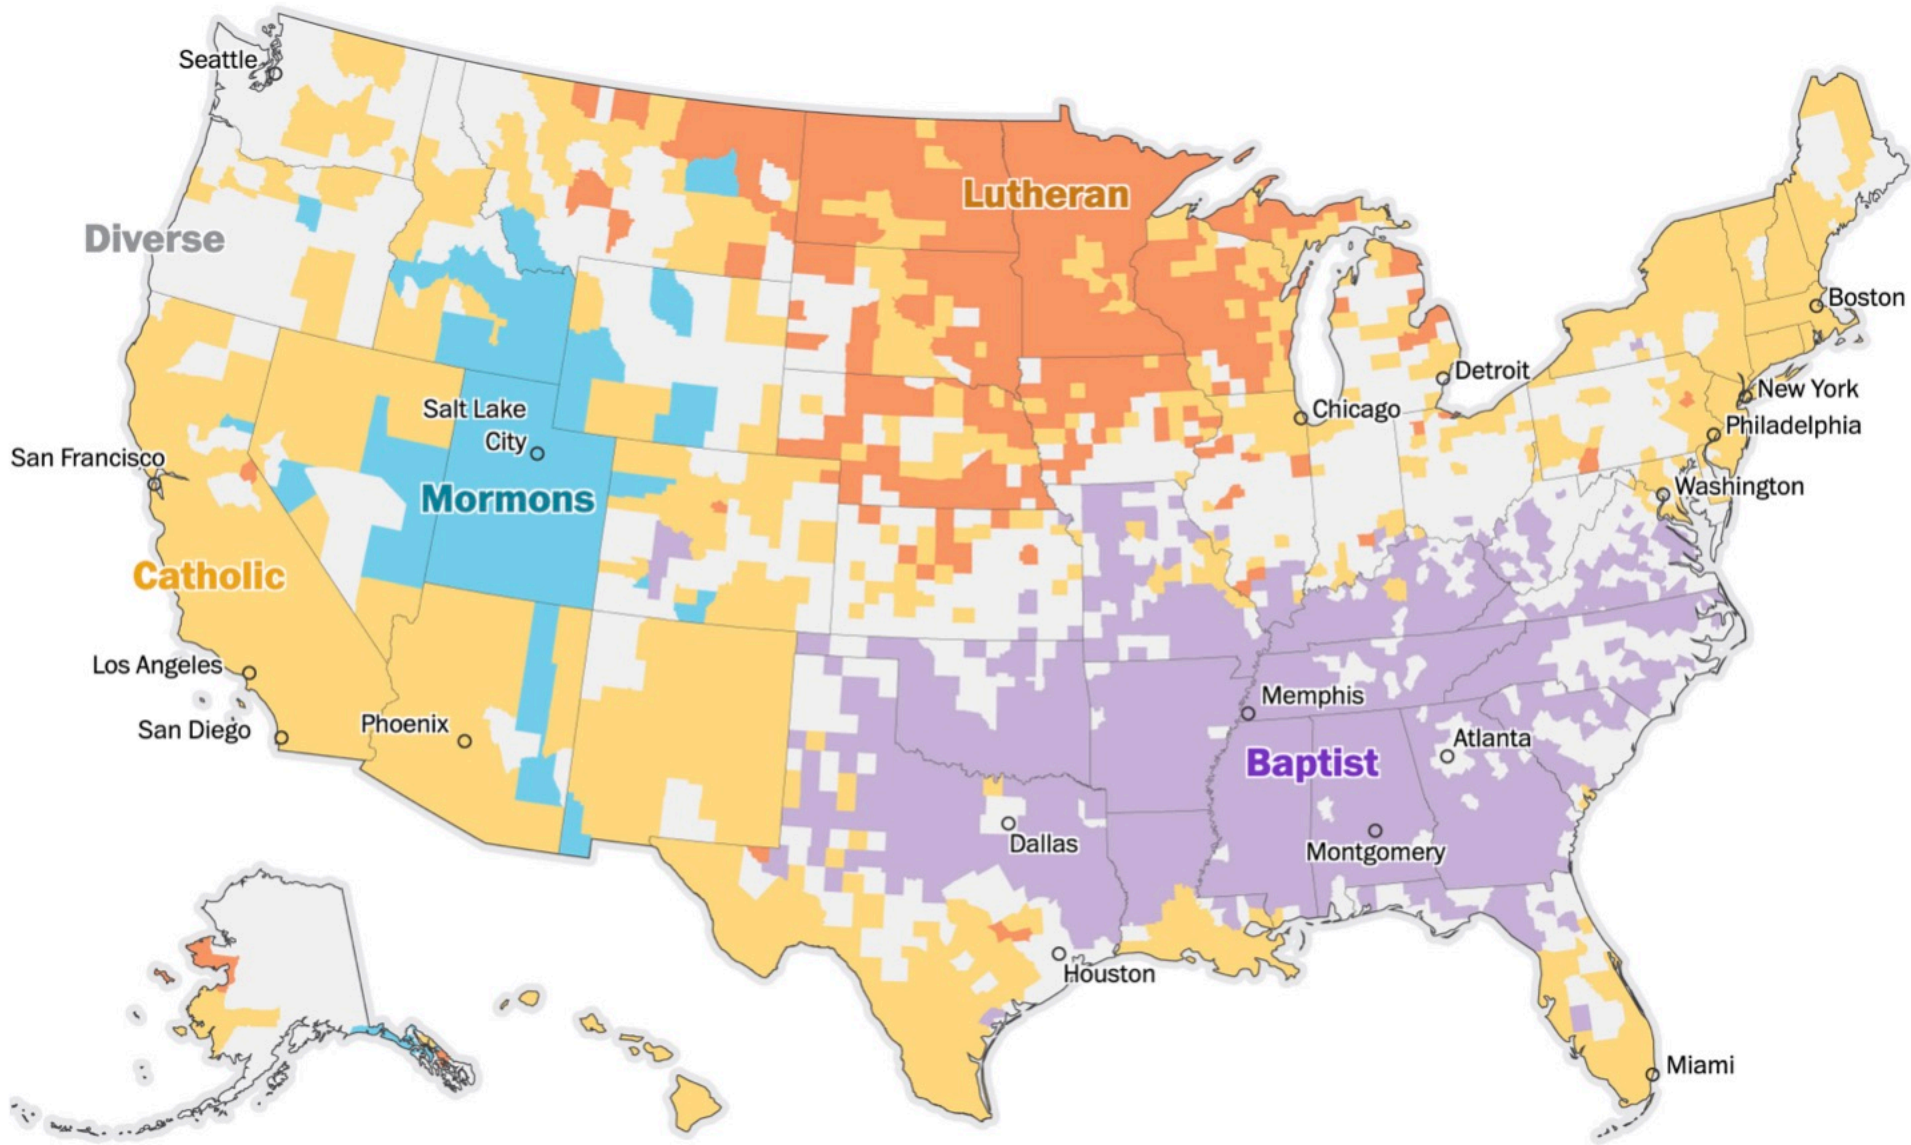 Seattle
Lutheran
Diverse
Boston
Detroit
New York
Salt Lake
City
Chicago
Philadelphia
San Francisco
Washington
Mormons
Catholic
Los Angeles
Memphis
San Diego
Phoenix
Atlanta
Baptist
Dallas
Montgomery
Houston
Miami